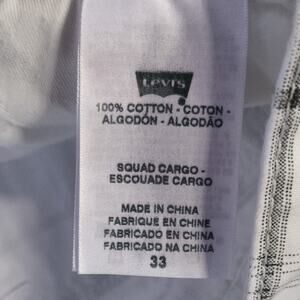 Levi's
100% COTTON - COTON -
ALGODÓN - ALGODÃO
SQUAD CARGO -
ESCOUADE CARGO
MADE IN CHINA
FABRIQUE EN CHINE
FABRICADO EN CHINA
FABRICADO NA CHINA
33